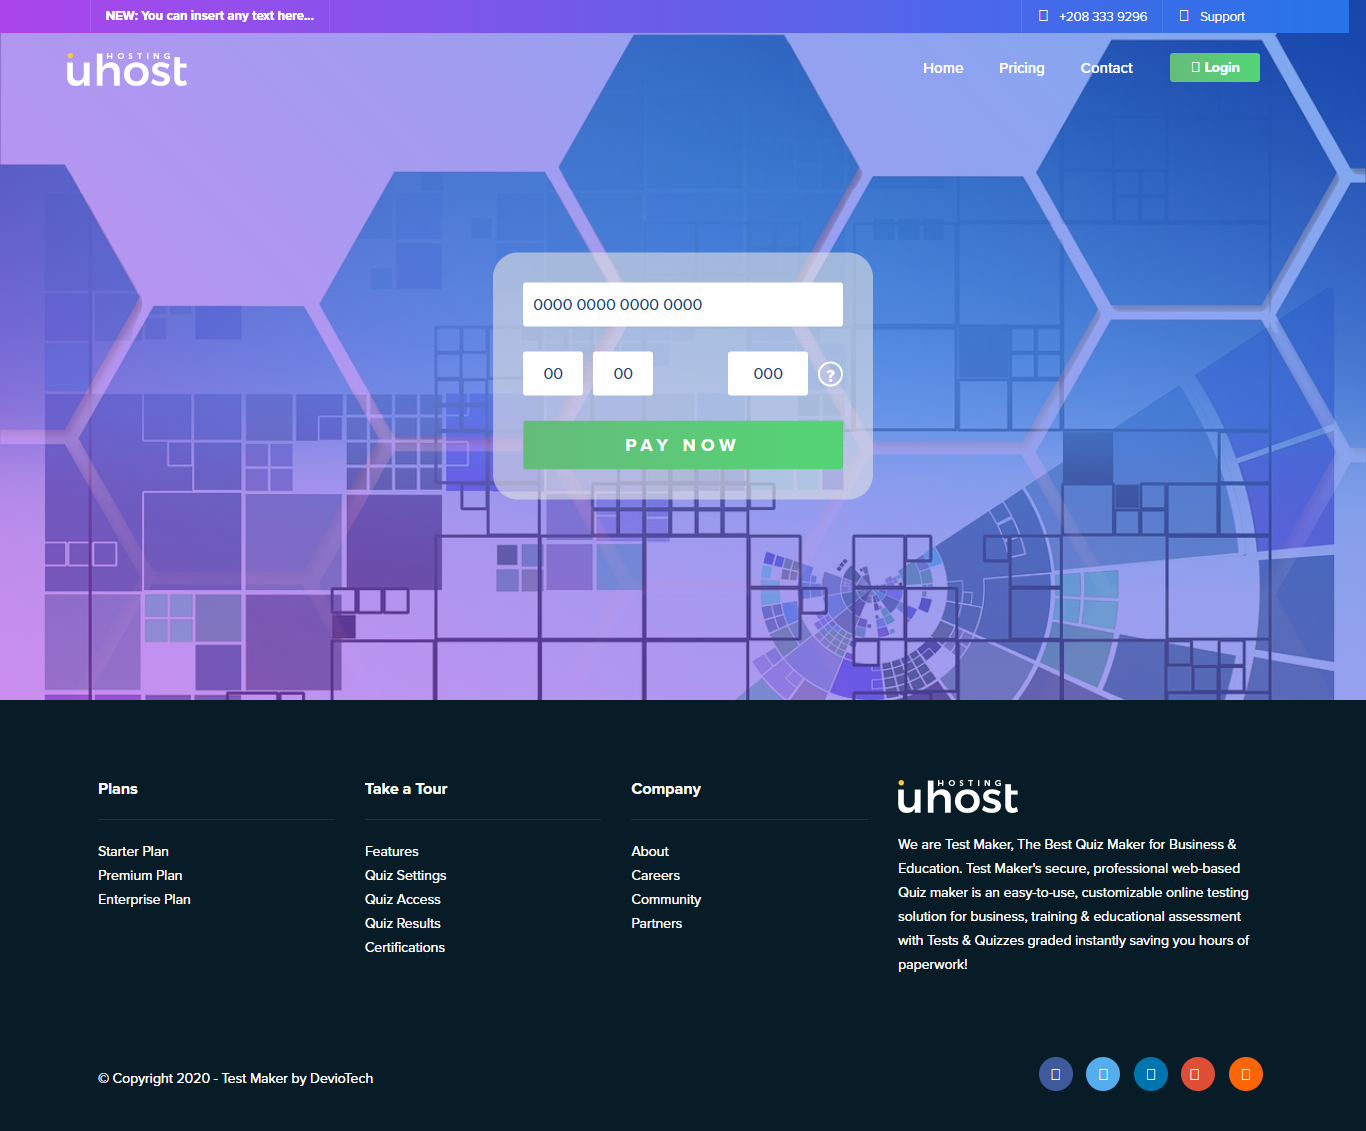 NEW: You can insert any text here...
+208 333 9296
Support
HOSTING
uhost
Home
Pricing
Contact
Login
0000 0000 0000 0000
00
00
000
?
PAY NOW
Plans
Starter Plan
Premium Plan
Enterprise Plan
Take a Tour
Features
Quiz Settings
Quiz Access
Quiz Results
Certifications
Company
About
Careers
Community
Partners
HOSTING
uhost
We are Test Maker, The Best Quiz Maker for Business &
Education. Test Maker's secure, professional web-based
Quiz maker is an easy-to-use, customizable online testing
solution for business, training & educational assessment
with Tests & Quizzes graded instantly saving you hours of
paperwork!
© Copyright 2020 - Test Maker by DevioTech